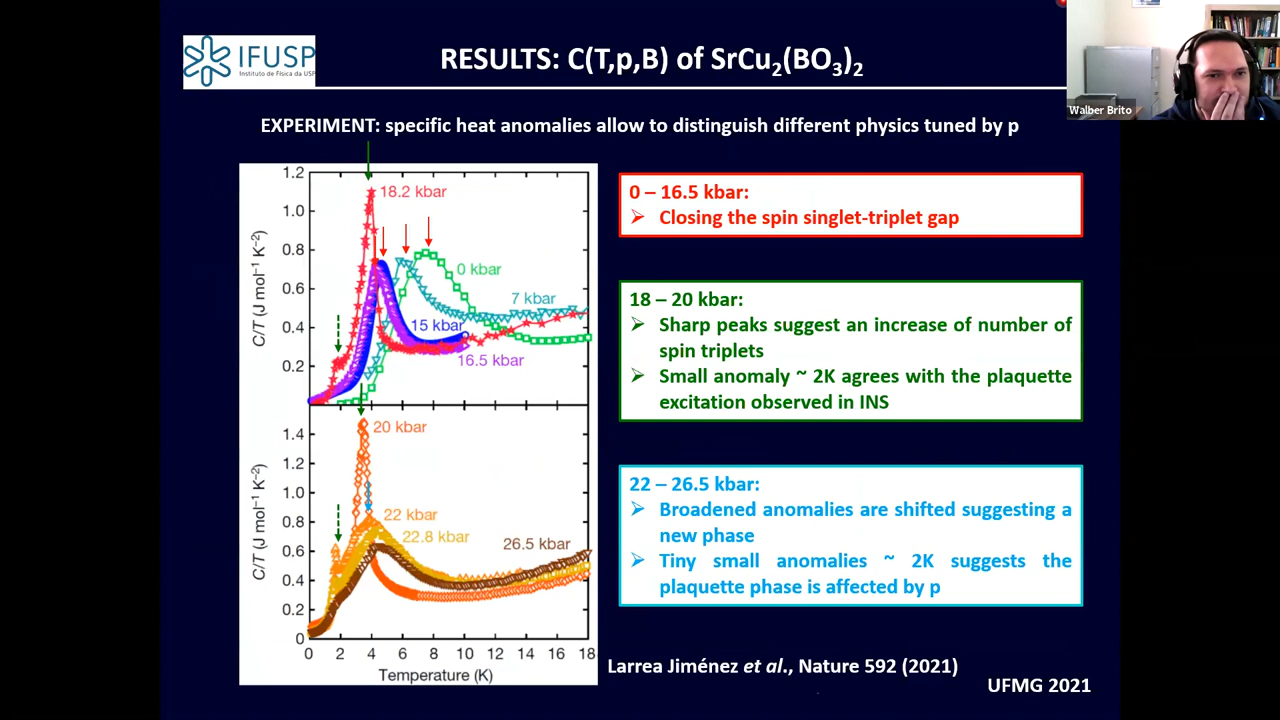 IFUSP
Instituto de Física da USP
RESULTS: C(T,p,B) of SrCu₂(BO₃)₂
Walber Brito
EXPERIMENT: specific heat anomalies allow to distinguish different physics tuned by p
1.2
1.0
0.8
0.6
0.4
0.2
C/T (J mol⁻¹ K⁻²)
18.2 kbar
0 kbar
7 kbar
15 kbar
16.5 kbar
1.4
1.2
1.0
0.8
0.6
0.4
0.2
0
C/T (J mol⁻¹ K⁻²)
20 kbar
22 kbar
22.8 kbar
26.5 kbar
0 2 4 6 8 10 12 14 16 18
Temperature (K)
0 – 16.5 kbar:
➢ Closing the spin singlet-triplet gap
18 – 20 kbar:
➢ Sharp peaks suggest an increase of number of
spin triplets
➢ Small anomaly ~ 2K agrees with the plaquette
excitation observed in INS
22 – 26.5 kbar:
➢ Broadened anomalies are shifted suggesting a
new phase
➢ Tiny small anomalies ~ 2K suggests the
plaquette phase is affected by p
Larrea Jiménez et al., Nature 592 (2021)
UFMG 2021